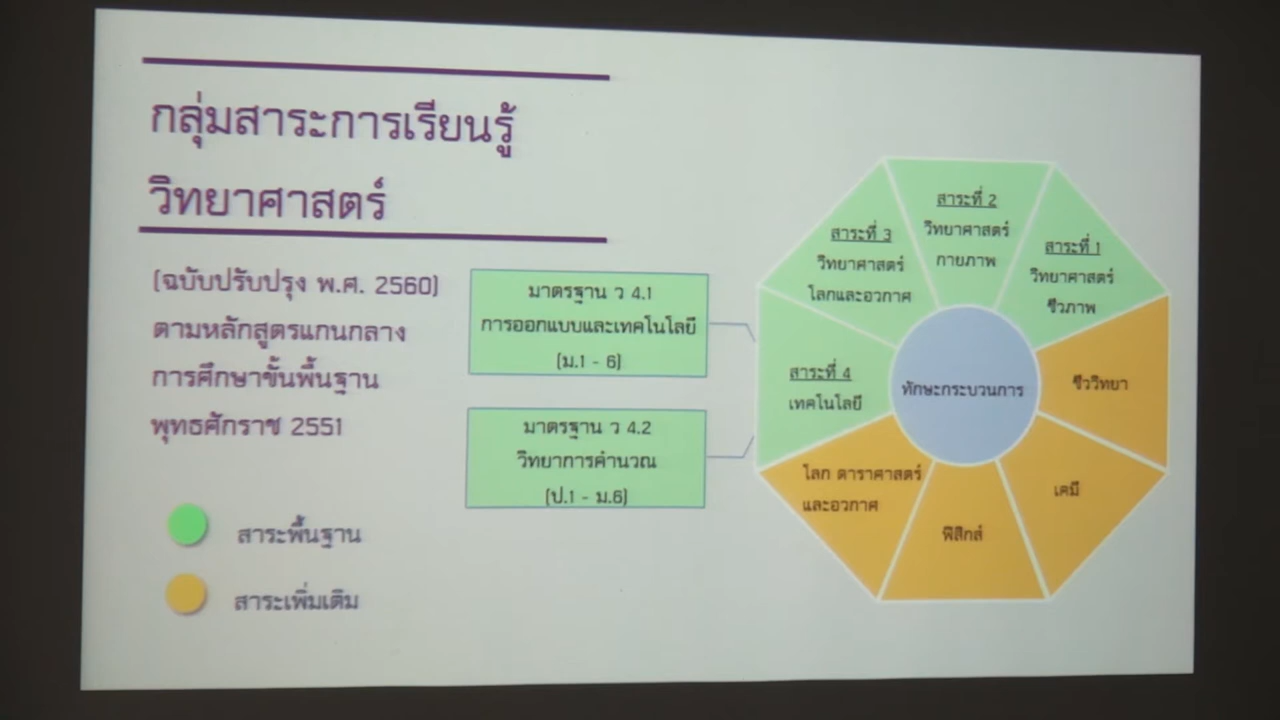 กลุ่มสาระการเรียนรู้
วิทยาศาสตร์
(ฉบับปรับปรุง พ.ศ. 2560)
ตามหลักสูตรแกนกลาง
การศึกษาขั้นพื้นฐาน
พุทธศักราช 2551
สาระพื้นฐาน
สาระเพิ่มเติม
มาตรฐาน ว 4.1
การออกแบบและเทคโนโลยี
(ม.1 - 6)
มาตรฐาน ว 4.2
วิทยาการคำนวณ
(ป.1 - ม.6)
สาระที่ 2
วิทยาศาสตร์
กายภาพ
สาระที่ 3
วิทยาศาสตร์
โลกและอวกาศ
สาระที่ 1
วิทยาศาสตร์
ชีวภาพ
สาระที่ 4
เทคโนโลยี
ทักษะกระบวนการ
ชีววิทยา
โลก ดาราศาสตร์
และอวกาศ
เคมี
ฟิสิกส์